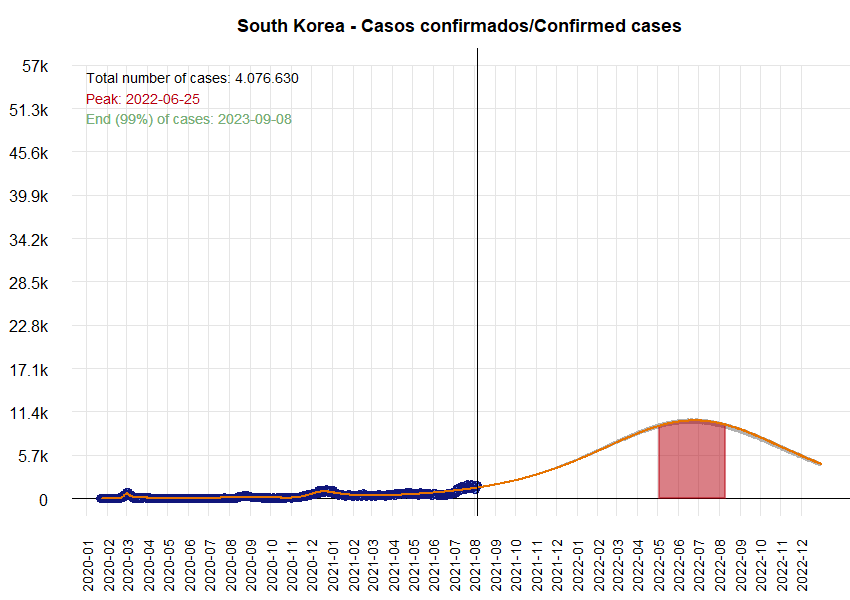 South Korea - Casos confirmados/Confirmed cases
57k
Total number of cases: 4.076.630
Peak: 2022-06-25
End (99%) of cases: 2023-09-08
51.3k
45.6k
39.9k
34.2k
28.5k
22.8k
17.1k
11.4k
5.7k
0
2020-01
2020-02
2020-03
2020-04
2020-05
2020-06
2020-07
2020-08
2020-09
2020-10
2020-11
2020-12
2021-01
2021-02
2021-03
2021-04
2021-05
2021-06
2021-07
2021-08
2021-09
2021-10
2021-11
2021-12
2022-01
2022-02
2022-03
2022-04
2022-05
2022-06
2022-07
2022-08
2022-09
2022-10
2022-11
2022-12